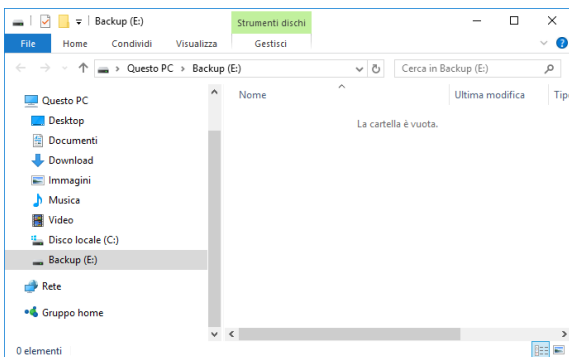 Backup (E:)
Strumenti dischi
File
Home
Condividi
Visualizza
Gestisci
Questo PC > Backup (E:)
Cerca in Backup (E:)
Questo PC
Desktop
Documenti
Download
Immagini
Musica
Video
Disco locale (C:)
Backup (E:)
Rete
Gruppo home
Nome
Ultima modifica
Tip
La cartella è vuota.
0 elementi